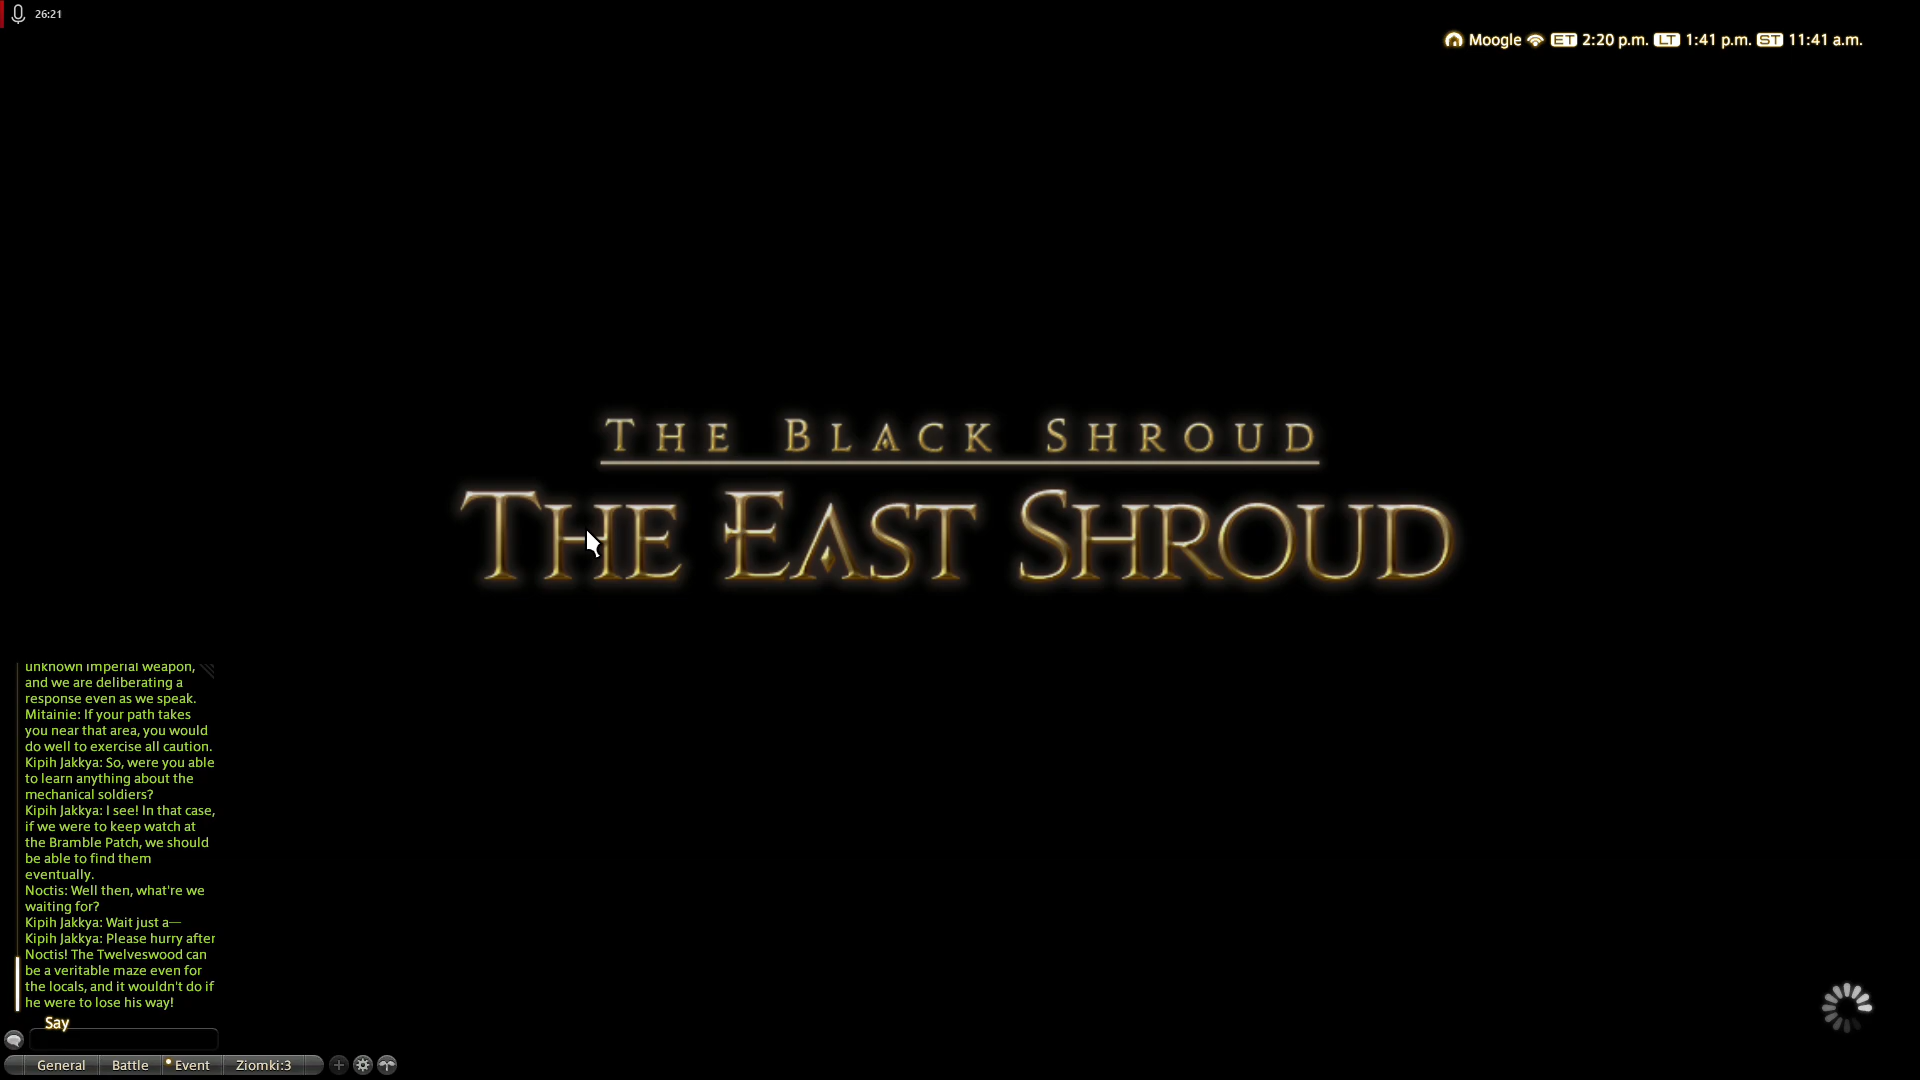 26:21
Moogle ET 2:20 p.m. LT 1:41 p.m. ST 11:41 a.m.
THE BLACK SHROUD
THE EAST SHROUD
unknown Imperial weapon,
and we are deliberating a
response even as we speak.
Mitainie: If your path takes
you near that area, you would
do well to exercise all caution.
Kipih Jakkya: So, were you able
to learn anything about the
mechanical soldiers?
Kipih Jakkya: I see! In that case,
if we were to keep watch at
the Bramble Patch, we should
be able to find them
eventually.
Noctis: Well then, what're we
waiting for?
Kipih Jakkya: Wait just a—
Kipih Jakkya: Please hurry after
Noctis! The Twelveswood can
be a veritable maze even for
the locals, and it wouldn't do if
he were to lose his way!
Say
General Battle Event Ziomki:3